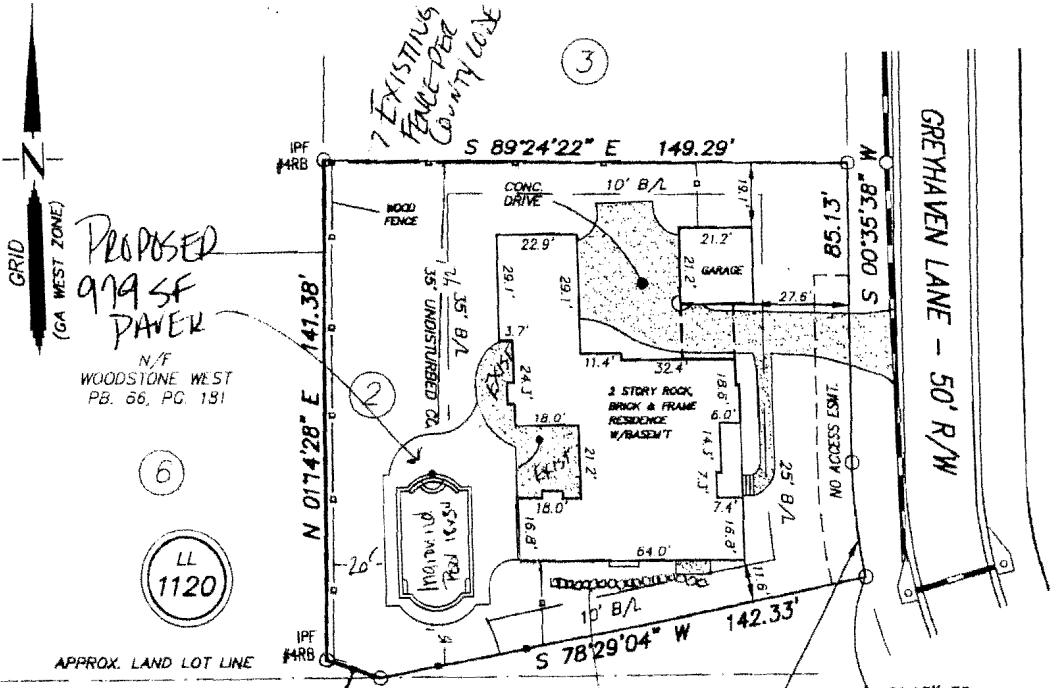 EXISTING
FENCE PER
COUNTY CODE
3
IPF
#4RB
S 89°24'22" E 149.29'
N
GRID
(GA WEST ZONE)
WOOD
FENCE
CONC.
DRIVE
10' B/L
19.1'
85.13'
S 00°35'38" W
GREYHAVEN LANE - 50' R/W
PROPOSED
979 SF
PAVER
N/F
WOODSTONE WEST
PB. 66, PG. 181
N 01°14'28" E 141.38'
35' B/L
35' UNDISTURBED
22.9'
29.1'
29.1'
21.2'
21.2'
GARAGE
27.6'
3.7'
11.4'
32.4'
EXIST
24.3'
2 STORY ROCK,
BRICK & FRAME
RESIDENCE
W/BASEM'T
18.6'
6.0'
14.5'
7.3'
7.4'
2
18.0'
21.2'
EXIST
18.0'
16.8'
16.8'
64.0'
25' B/L
NO ACCESS ESMT.
6
LL
1120
20'
POOL
11.6'
10' B/L
S 78°29'04" W 142.33'
IPF
#4RB
APPROX. LAND LOT LINE